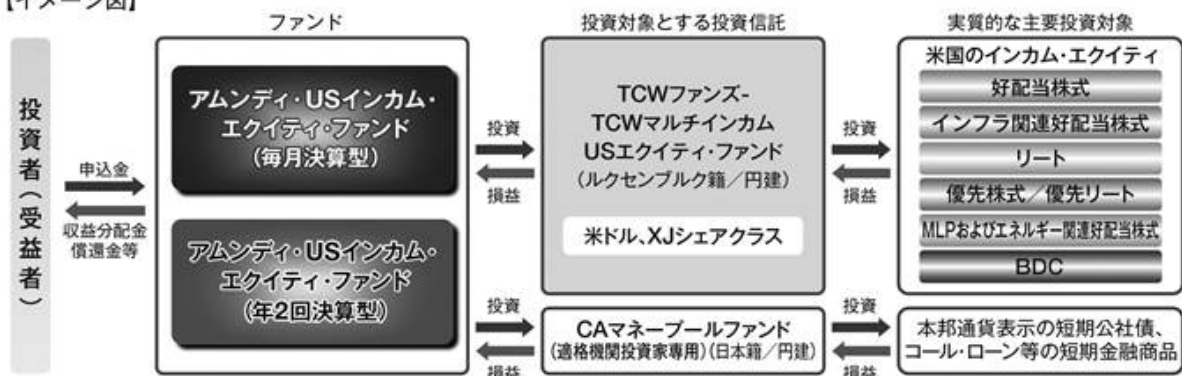 【イメージ図】
ファンド
投資対象とする投資信託
実質的な主要投資対象
投資者（受益者）
申込金
収益分配金
償還金等
アムンディ・USインカム・
エクイティ・ファンド
（毎月決算型）
アムンディ・USインカム・
エクイティ・ファンド
（年2回決算型）
投資
損益
TCWファンズ-
TCWマルチインカム
USエクイティ・ファンド
（ルクセンブルク籍／円建）
米ドル、XJシェアクラス
投資
損益
米国のインカム・エクイティ
好配当株式
インフラ関連好配当株式
リート
優先株式／優先リート
MLPおよびエネルギー関連好配当株式
BDC
投資
損益
CAマネープールファンド
（適格機関投資家専用）（日本籍／円建）
投資
損益
本邦通貨表示の短期公社債、
コール・ローン等の短期金融商品